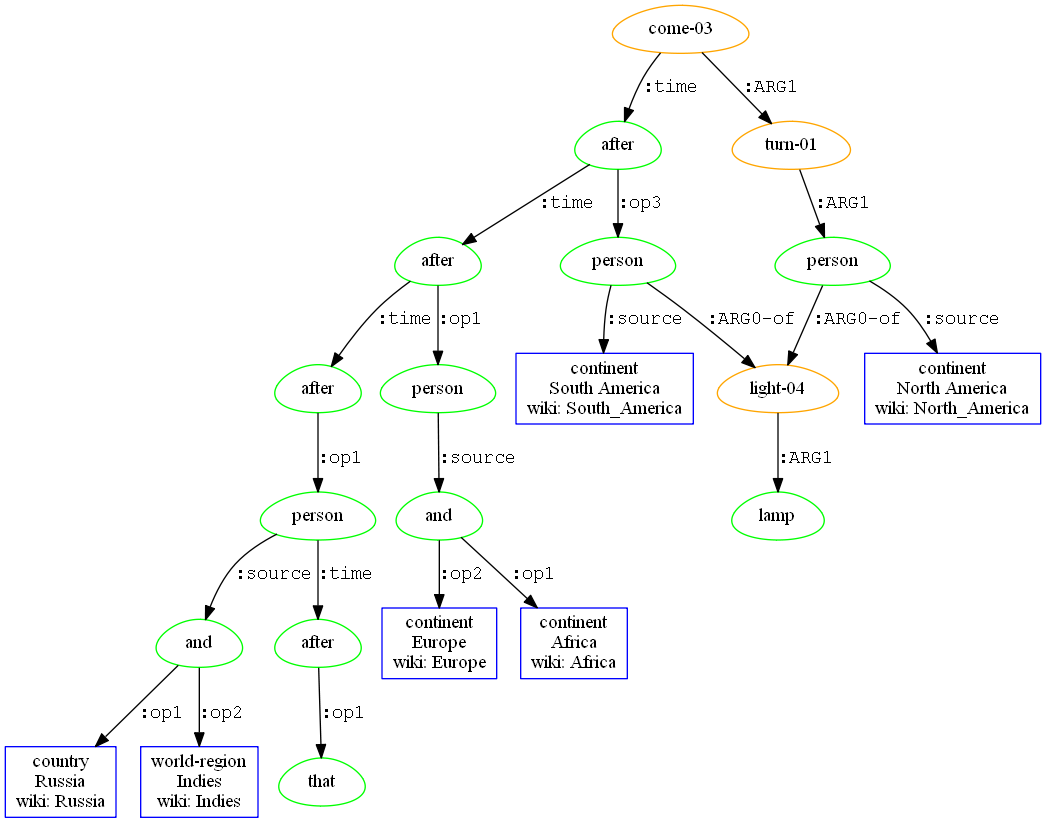 come-03
:time
:ARG1
after
turn-01
:time
:op3
:ARG1
after
person
person
:time
:op1
:source
:ARG0-of
:ARG0-of
:source
after
person
continent
South America
wiki: South_America
light-04
continent
North America
wiki: North_America
:op1
:source
:ARG1
person
and
lamp
:source
:time
:op2
:op1
and
after
continent
Europe
wiki: Europe
continent
Africa
wiki: Africa
:op1
:op2
:op1
country
Russia
wiki: Russia
world-region
Indies
wiki: Indies
that